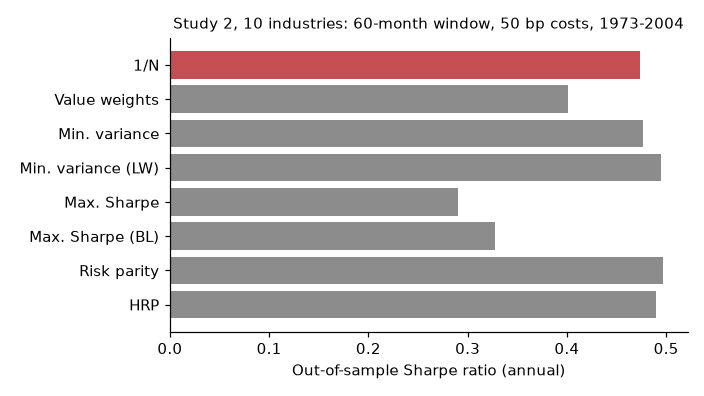 Study 2, 10 industries: 60-month window, 50 bp costs, 1973-2004
1/N
Value weights
Min. variance
Min. variance (LW)
Max. Sharpe
Max. Sharpe (BL)
Risk parity
HRP
0.0 0.1 0.2 0.3 0.4 0.5
Out-of-sample Sharpe ratio (annual)